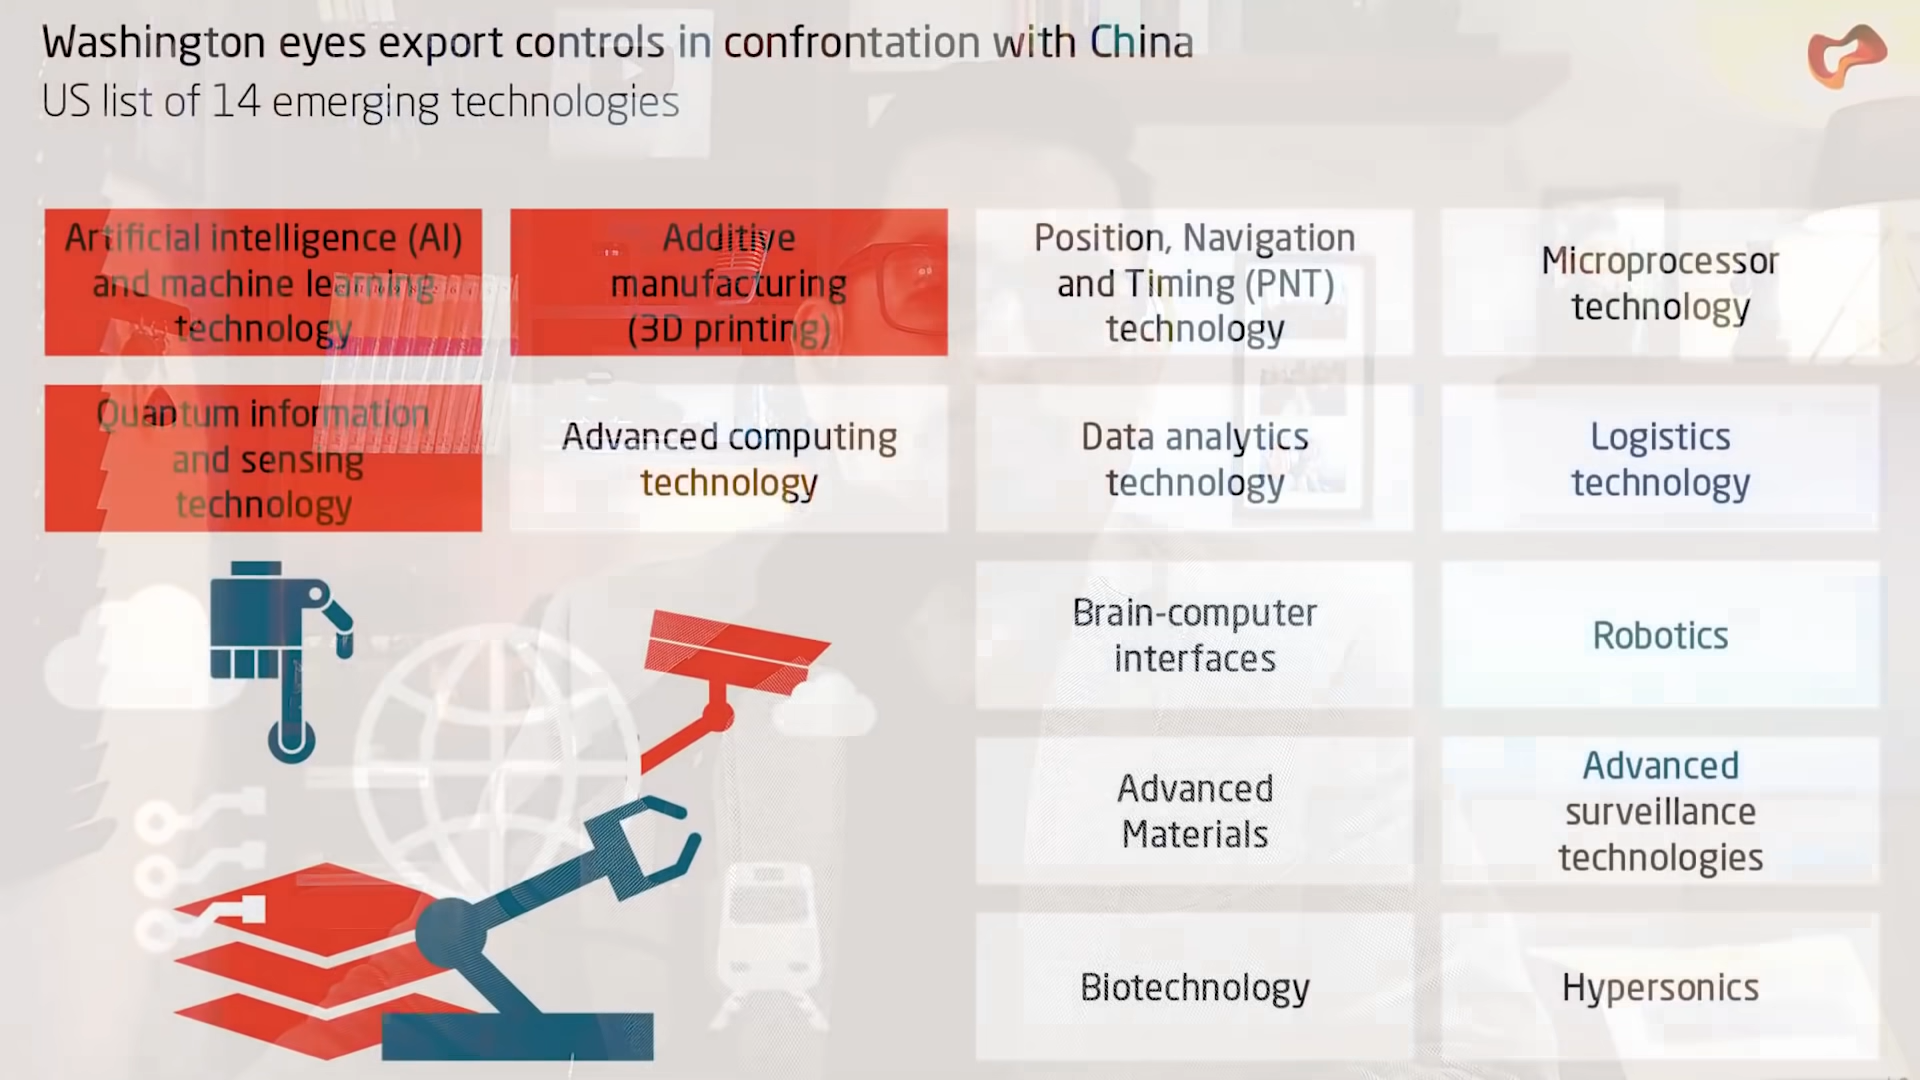 Washington eyes export controls in confrontation with China
US list of 14 emerging technologies
Artificial intelligence (AI)
and machine learning
technology
Additive
manufacturing
(3D printing)
Position, Navigation
and Timing (PNT)
technology
Microprocessor
technology
Quantum information
and sensing
technology
Advanced computing
technology
Data analytics
technology
Logistics
technology
Brain-computer
interfaces
Robotics
Advanced
Materials
Advanced
surveillance
technologies
Biotechnology
Hypersonics